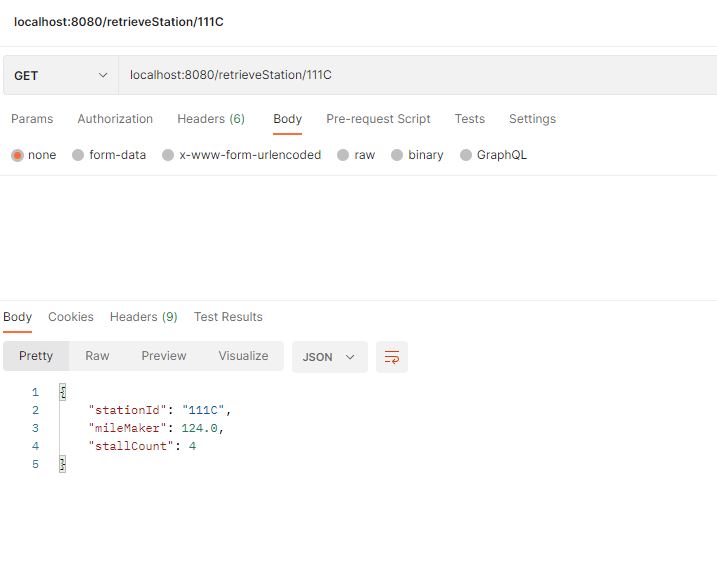 localhost:8080/retrieveStation/111C
GET localhost:8080/retrieveStation/111C
Params Authorization Headers (6) Body Pre-request Script Tests Settings
none form-data x-www-form-urlencoded raw binary GraphQL
Body Cookies Headers (9) Test Results
Pretty Raw Preview Visualize JSON
1 {
2 "stationId": "111C",
3 "mileMaker": 124.0,
4 "stallCount": 4
5 }